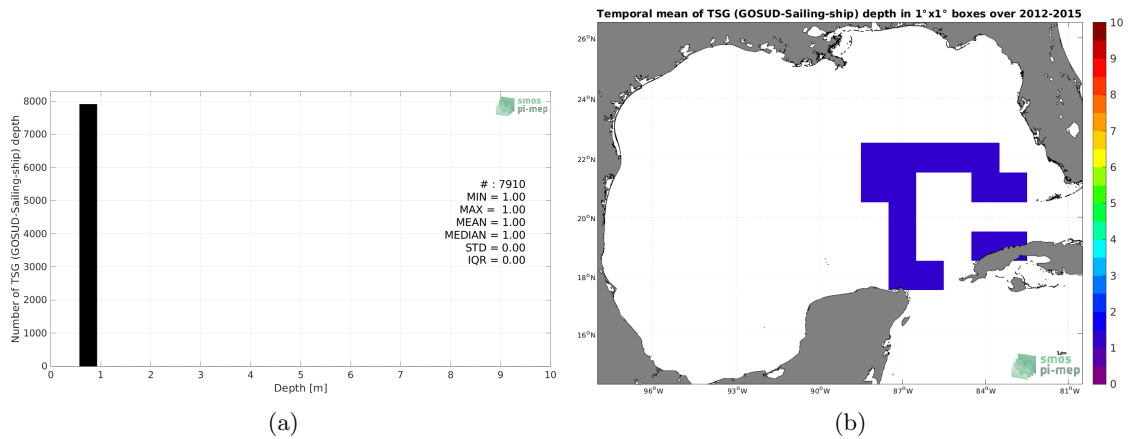 Number of TSG (GOSUD-Sailing-ship) depth
8000
7000
6000
5000
4000
3000
2000
1000
0
0 1 2 3 4 5 6 7 8 9 10
Depth [m]
smos
pi-mep
# : 7910
MIN = 1.00
MAX = 1.00
MEAN = 1.00
MEDIAN = 1.00
STD = 0.00
IQR = 0.00
(a)
Temporal mean of TSG (GOSUD-Sailing-ship) depth in 1°x1° boxes over 2012-2015
26°N
24°N
22°N
20°N
18°N
16°N
96°W 93°W 90°W 87°W 84°W 81°W
smos
pi-mep
10
9
8
7
6
5
4
3
2
1
0
(b)